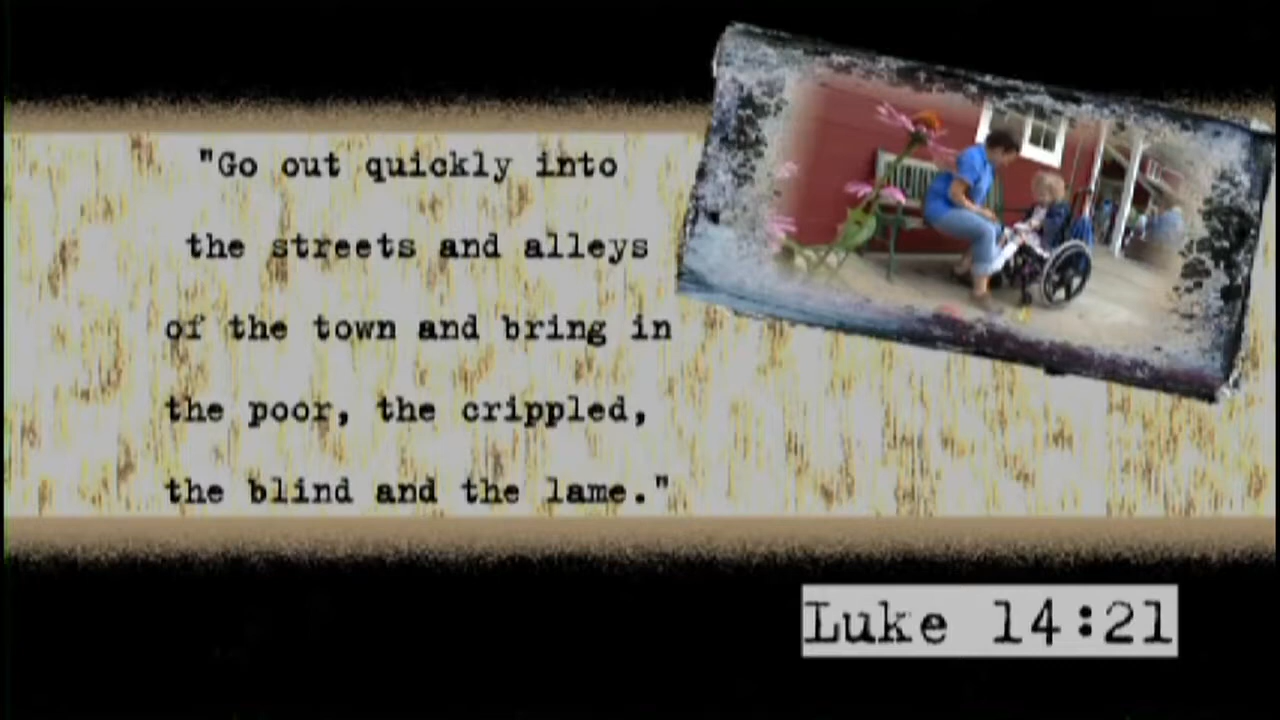 "Go out quickly into
the streets and alleys
of the town and bring in
the poor, the crippled,
the blind and the lame."
Luke 14:21